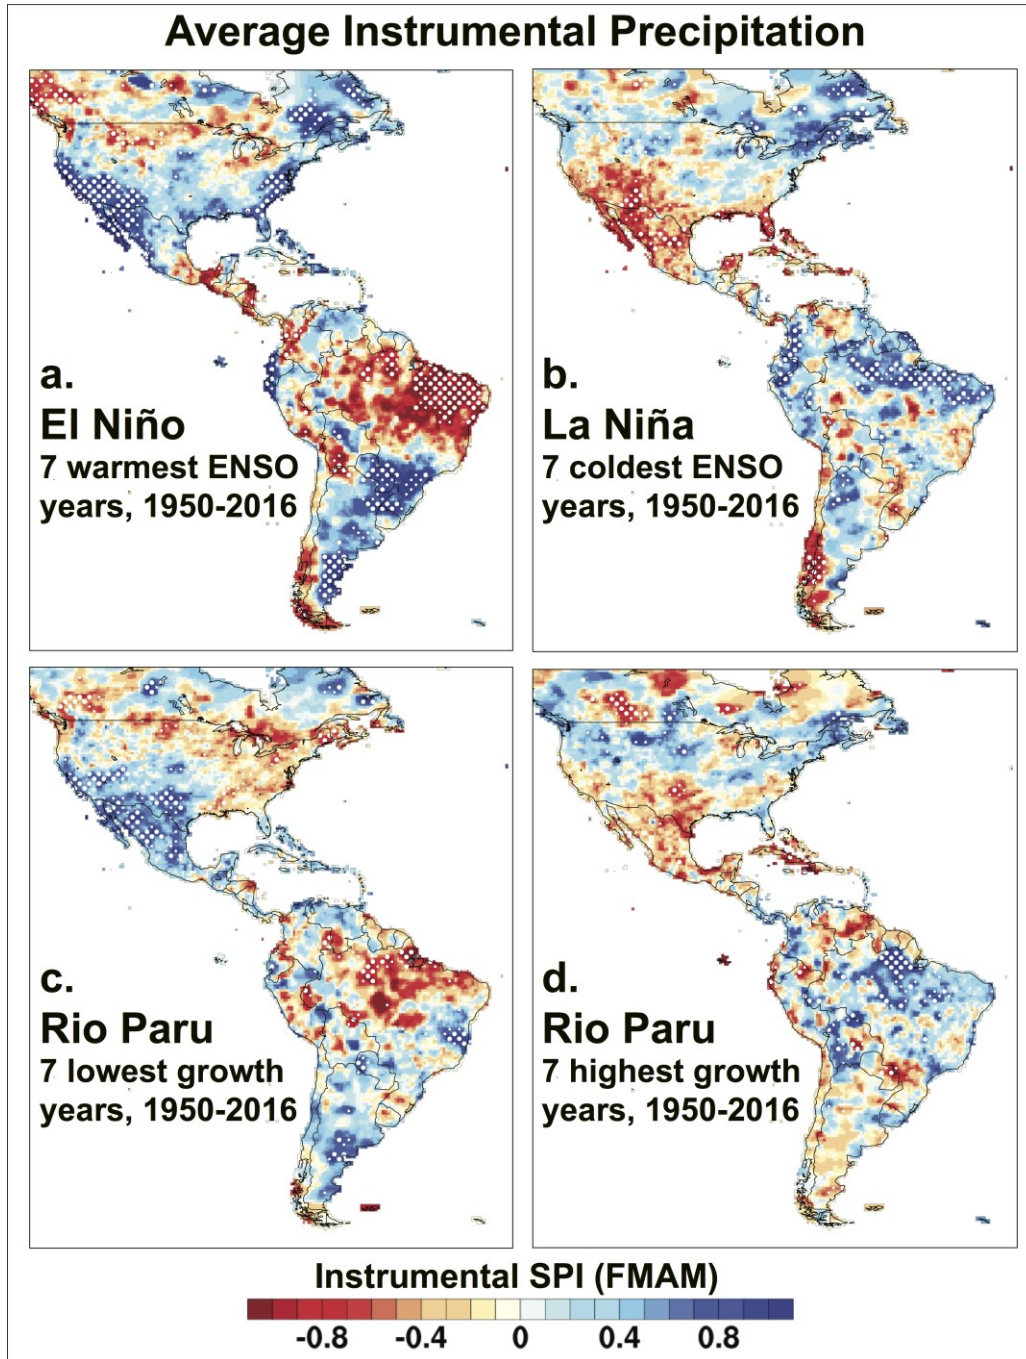 Average Instrumental Precipitation
a.
El Niño
7 warmest ENSO
years, 1950-2016
b.
La Niña
7 coldest ENSO
years, 1950-2016
c.
Rio Paru
7 lowest growth
years, 1950-2016
d.
Rio Paru
7 highest growth
years, 1950-2016
Instrumental SPI (FMAM)
-0.8 -0.4 0 0.4 0.8